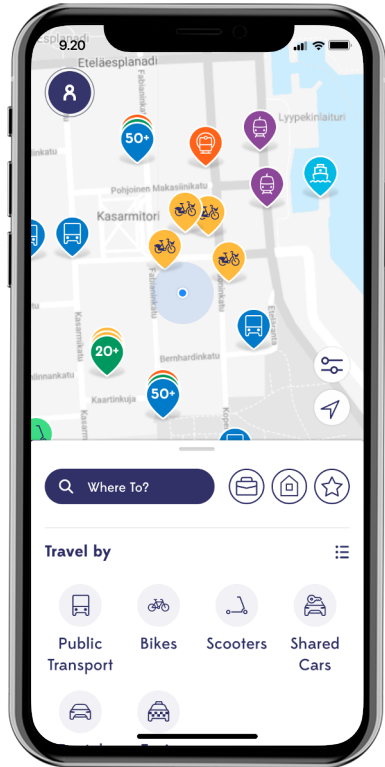 Esplanadi
9.20
Eteläesplanadi
Fabianinkatu
50+
Lyypekinlaituri
Pohjoinen Makasiinikatu
Kasarmitori
Fabianinkatu
Kasarmikatu
Eteläranta
20+
Bernhardinkatu
50+
Kaartinkuja
Where To?
Travel by
Public
Transport
Bikes
Scooters
Shared
Cars